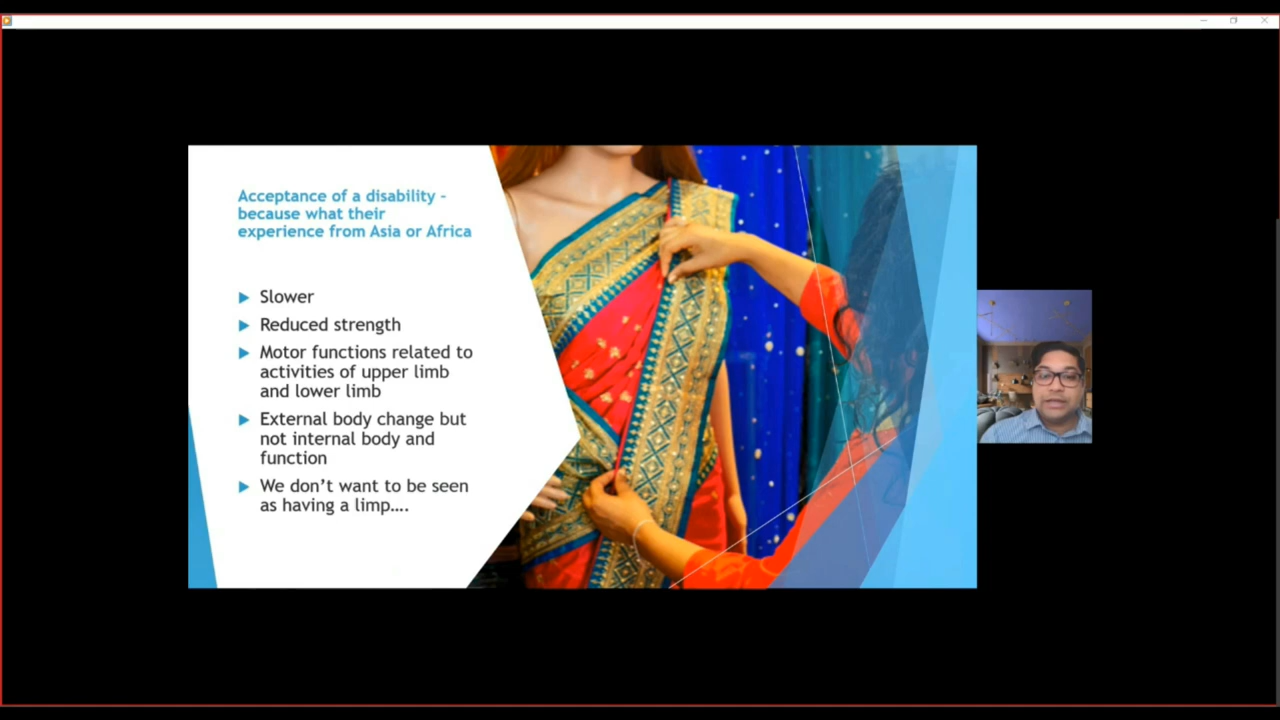 Acceptance of a disability -
because what their
experience from Asia or Africa
Slower
Reduced strength
Motor functions related to
activities of upper limb
and lower limb
External body change but
not internal body and
function
We don’t want to be seen
as having a limp....